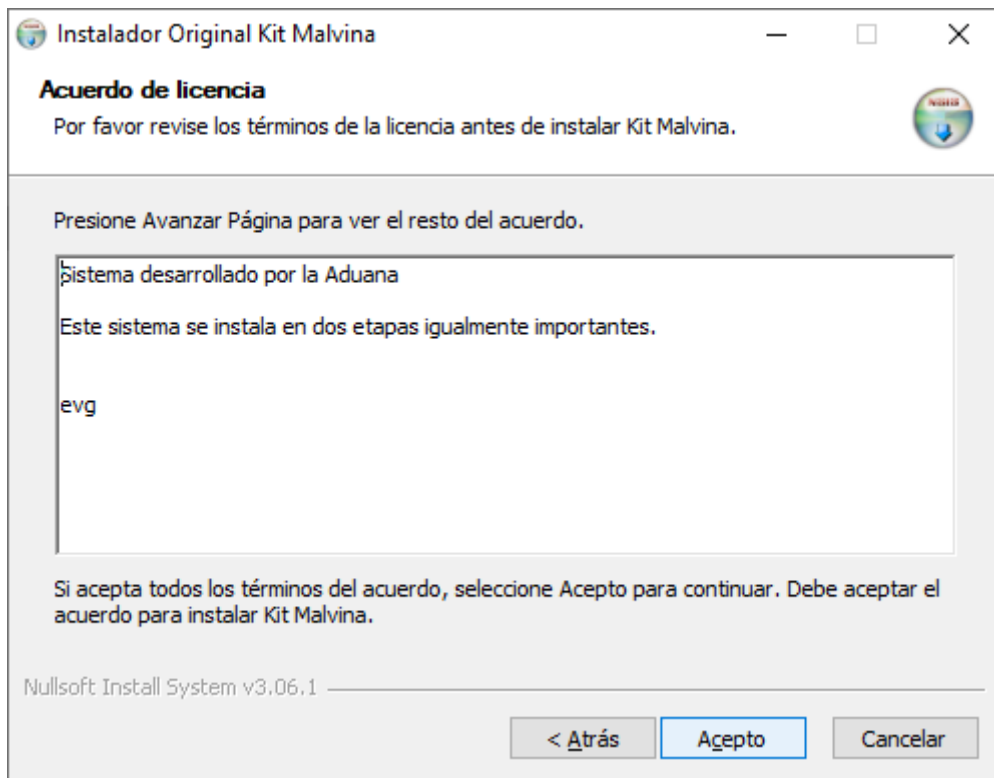 Instalador Original Kit Malvina
Acuerdo de licencia
Por favor revise los términos de la licencia antes de instalar Kit Malvina.
Presione Avanzar Página para ver el resto del acuerdo.
Sistema desarrollado por la Aduana
Este sistema se instala en dos etapas igualmente importantes.
evg
Si acepta todos los términos del acuerdo, seleccione Acepto para continuar. Debe aceptar el
acuerdo para instalar Kit Malvina.
Nullsoft Install System v3.06.1
< Atrás
Acepto
Cancelar